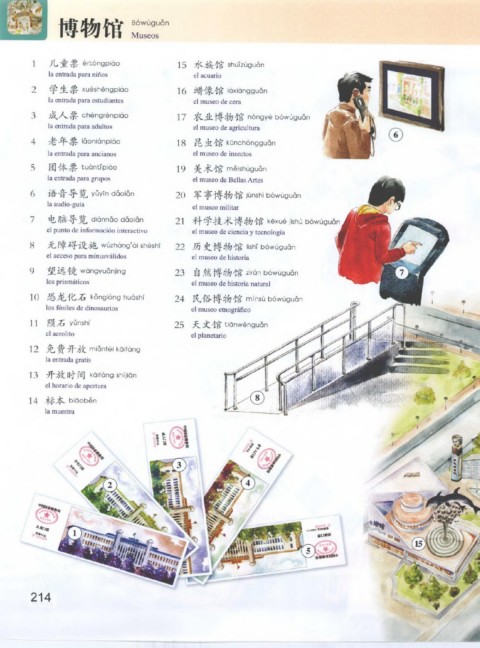 博物馆 Bówùguǎn
Museos
1 儿童票 értóngpiào
la entrada para niños
2 学生票 xuéshēngpiào
la entrada para estudiantes
3 成人票 chéngrénpiào
la entrada para adultos
4 老年票 lǎoniánpiào
la entrada para ancianos
5 团体票 tuántǐpiào
la entrada para grupos
6 语音导览 yǔyīn dǎolǎn
la audio-guía
7 电脑导览 diànnǎo dǎolǎn
el punto de información interactivo
8 无障碍设施 wúzhàng'ài shèshī
el acceso para minusválidos
9 望远镜 wàngyuǎnjìng
los prismáticos
10 恐龙化石 kǒnglóng huàshí
los fósiles de dinosaurios
11 陨石 yǔnshí
el aerolito
12 免费开放 miǎnfèi kāifàng
la entrada gratis
13 开放时间 kāifàng shíjiān
el horario de apertura
14 标本 biāoběn
la muestra
15 水族馆 shuǐzúguǎn
el acuario
16 蜡像馆 làxiàngguǎn
el museo de cera
17 农业博物馆 nóngyè bówùguǎn
el museo de agricultura
18 昆虫馆 kūnchóngguǎn
el museo de insectos
19 美术馆 měishùguǎn
el museo de Bellas Artes
20 军事博物馆 jūnshì bówùguǎn
el museo militar
21 科学技术博物馆 kēxué jìshù bówùguǎn
el museo de ciencia y tecnología
22 历史博物馆 lìshǐ bówùguǎn
el museo de historia
23 自然博物馆 zìrán bówùguǎn
el museo de historia natural
24 民俗博物馆 mínsú bówùguǎn
el museo etnográfico
25 天文馆 tiānwénguǎn
el planetario
6
7
8
3
2
4
1
5
15
214